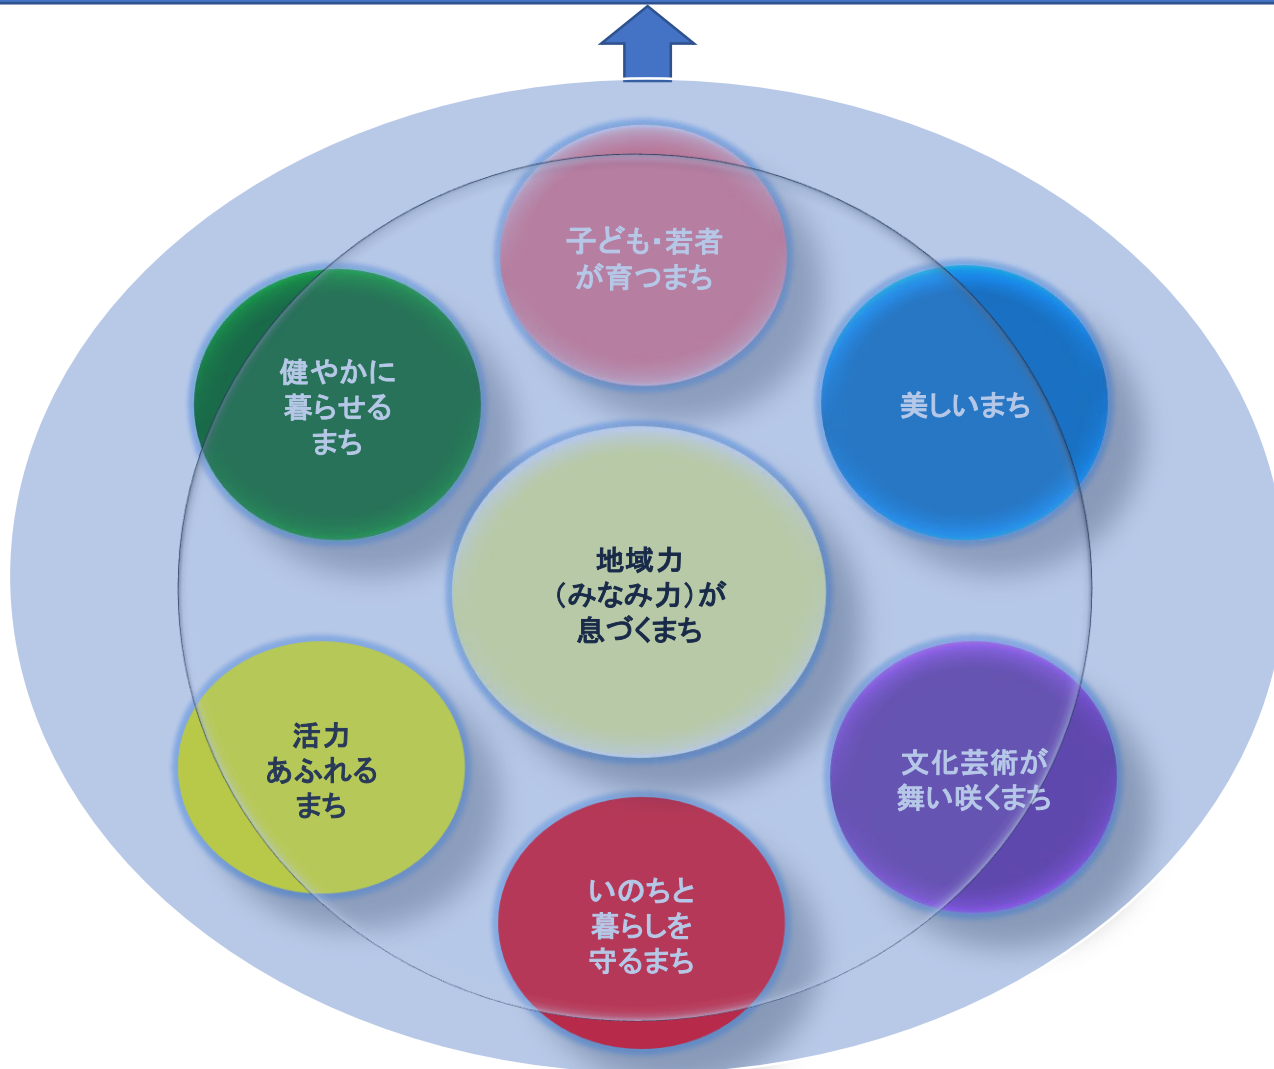 子ども・若者
が育つまち
健やかに
暮らせる
まち
美しいまち
地域力
（みなみ力）が
息づくまち
活力
あふれる
まち
文化芸術が
舞い咲くまち
いのちと
暮らしを
守るまち